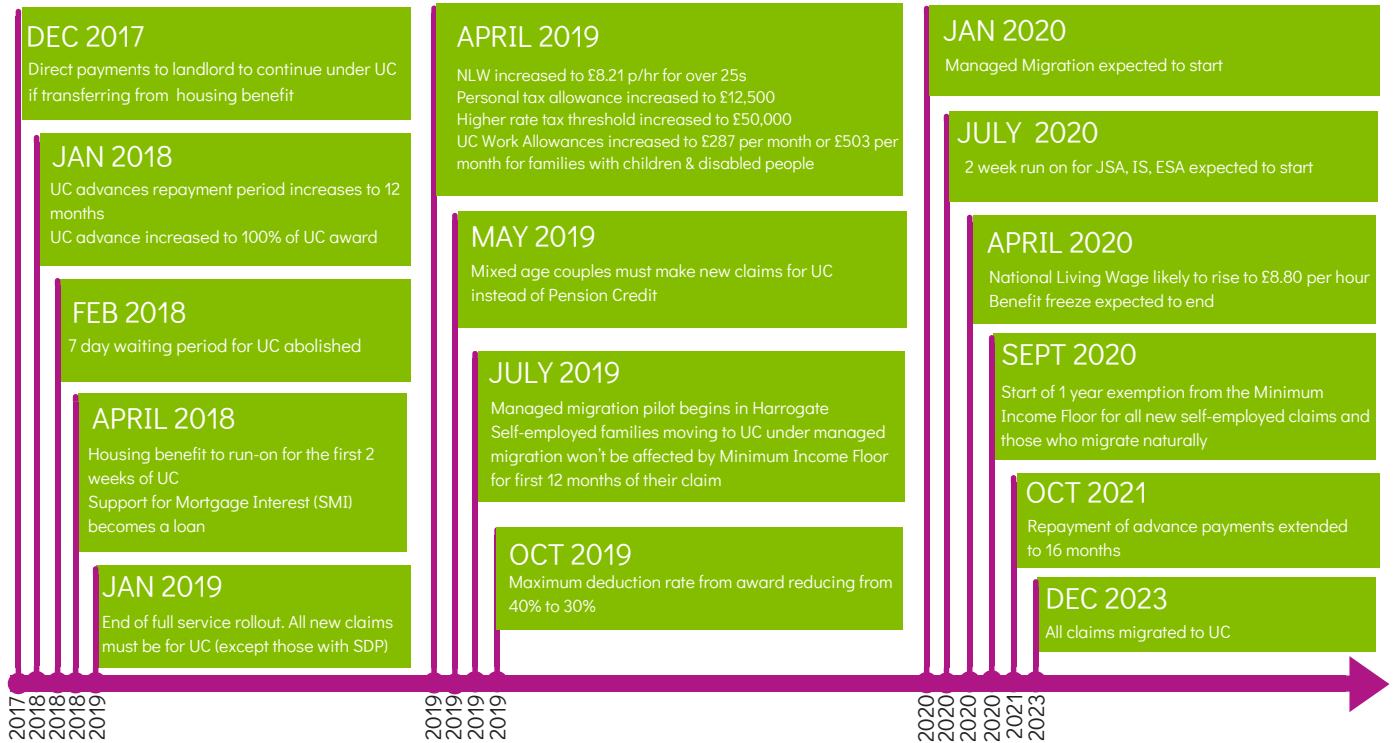 DEC 2017
Direct payments to landlord to continue under UC
if transferring from housing benefit
JAN 2018
UC advances repayment period increases to 12
months
UC advance increased to 100% of UC award
FEB 2018
7 day waiting period for UC abolished
APRIL 2018
Housing benefit to run-on for the first 2
weeks of UC
Support for Mortgage Interest (SMI)
becomes a loan
JAN 2019
End of full service rollout. All new claims
must be for UC (except those with SDP)
APRIL 2019
NLW increased to £8.21 p/hr for over 25s
Personal tax allowance increased to £12,500
Higher rate tax threshold increased to £50,000
UC Work Allowances increased to £287 per month or £503 per
month for families with children & disabled people
MAY 2019
Mixed age couples must make new claims for UC
instead of Pension Credit
JULY 2019
Managed migration pilot begins in Harrogate
Self-employed families moving to UC under managed
migration won't be affected by Minimum Income Floor
for first 12 months of their claim
OCT 2019
Maximum deduction rate from award reducing from
40% to 30%
JAN 2020
Managed Migration expected to start
JULY 2020
2 week run on for JSA, IS, ESA expected to start
APRIL 2020
National Living Wage likely to rise to £8.80 per hour
Benefit freeze expected to end
SEPT 2020
Start of 1 year exemption from the Minimum
Income Floor for all new self-employed claims and
those who migrate naturally
OCT 2021
Repayment of advance payments extended
to 16 months
DEC 2023
All claims migrated to UC
2017
2018
2018
2018
2019
2019
2019
2019
2019
2020
2020
2020
2020
2021
2023